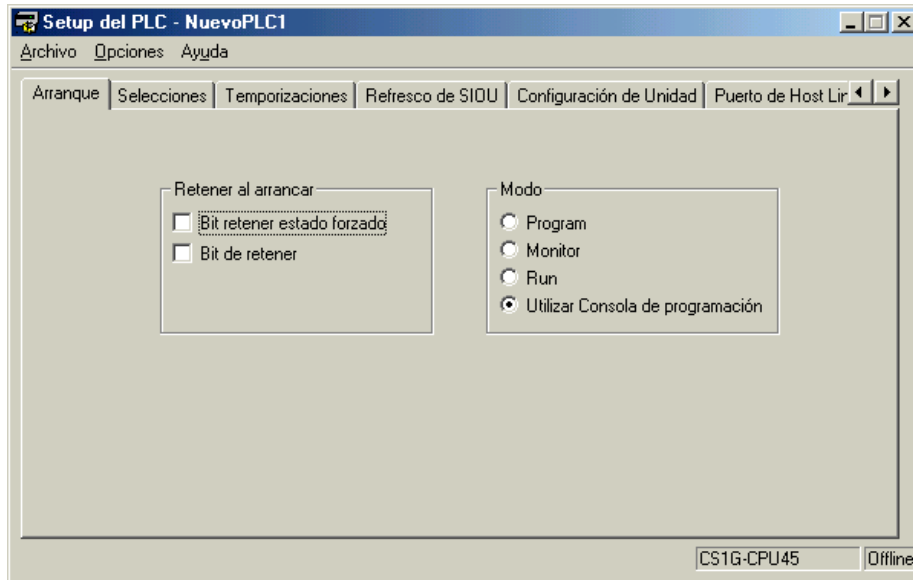 Setup del PLC - NuevoPLC1
Archivo Opciones Ayuda
Arranque Selecciones Temporizaciones Refresco de SIOU Configuración de Unidad Puerto de Host Lin
Retener al arrancar
Bit retener estado forzado
Bit de retener
Modo
Program
Monitor
Run
Utilizar Consola de programación
CS1G-CPU45 Offline